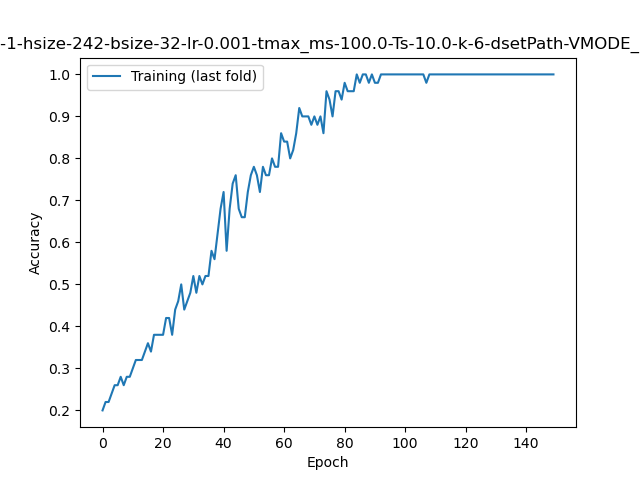 -1-hsize-242-bsize-32-lr-0.001-tmax_ms-100.0-Ts-10.0-k-6-dsetPath-VMODE_
Training (last fold)
1.0
0.9
0.8
0.7
0.6
0.5
0.4
0.3
0.2
Accuracy
0 20 40 60 80 100 120 140
Epoch